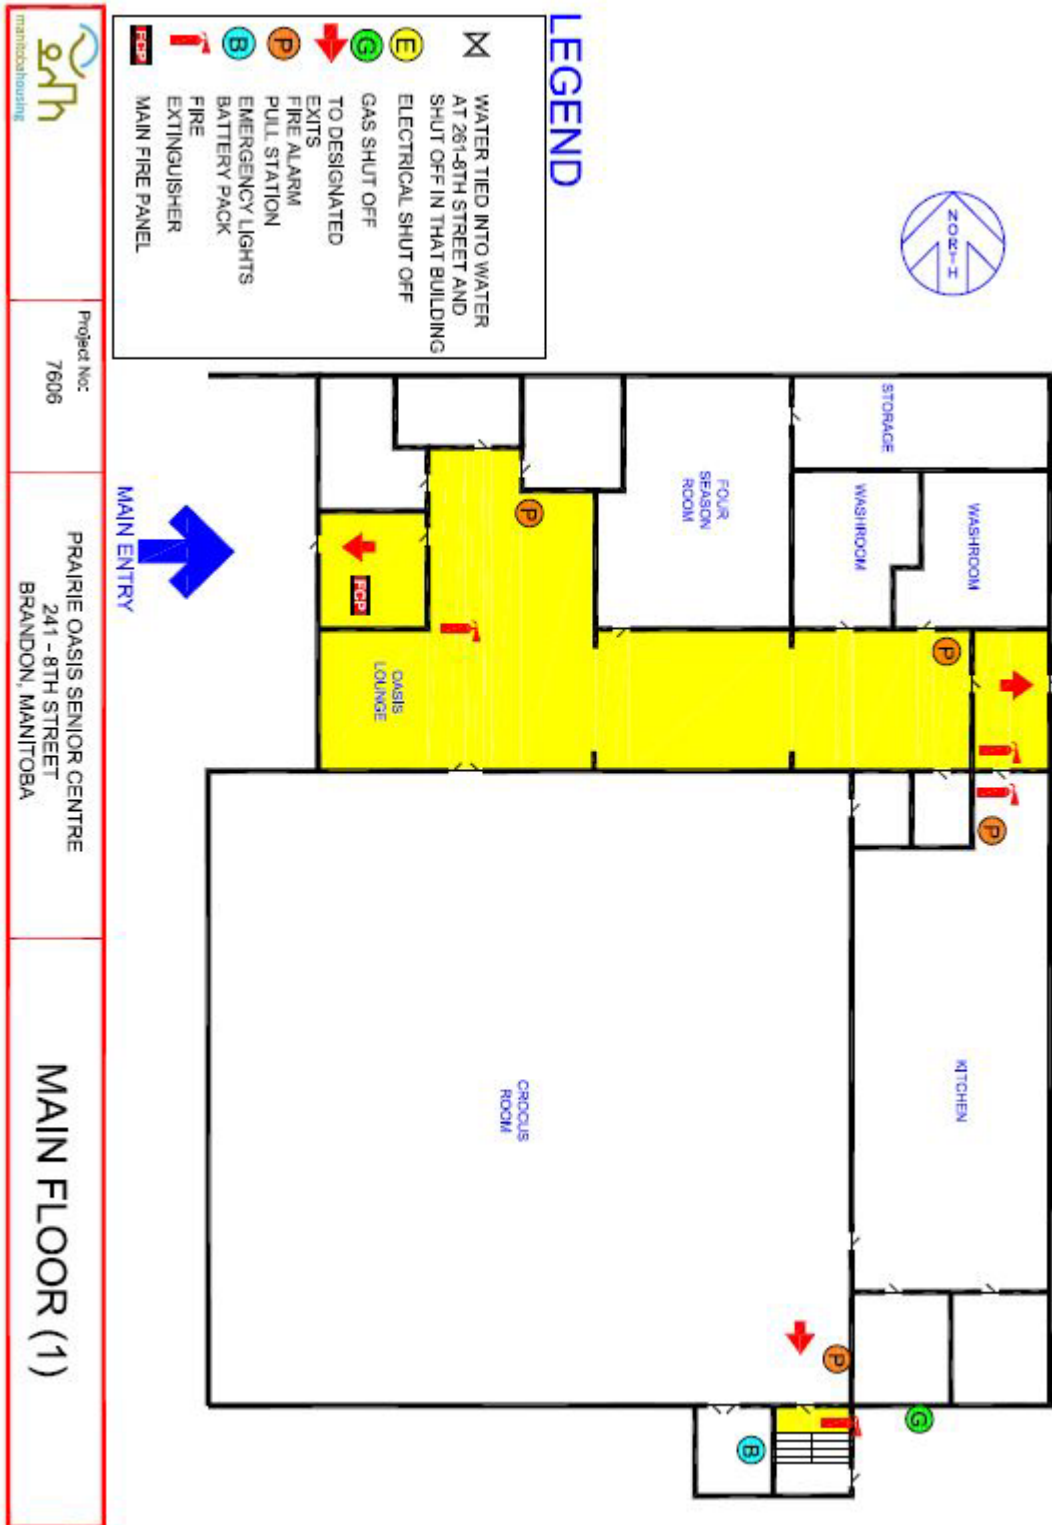 LEGEND
WATER TIED INTO WATER
AT 261-8TH STREET AND
SHUT OFF IN THAT BUILDING
E
ELECTRICAL SHUT OFF
G
GAS SHUT OFF
TO DESIGNATED
EXITS
P
FIRE ALARM
PULL STATION
B
EMERGENCY LIGHTS
BATTERY PACK
FIRE
EXTINGUISHER
FCP
MAIN FIRE PANEL
NORTH
STORAGE
WASHROOM
WASHROOM
FOUR
SEASON
ROOM
P
P
FCP
OASIS
LOUNGE
P
KITCHEN
CROCUS
ROOM
P
G
B
MAIN ENTRY
manitobahousing
Project No:
7606
PRAIRIE OASIS SENIOR CENTRE
241 - 8TH STREET
BRANDON, MANITOBA
MAIN FLOOR (1)